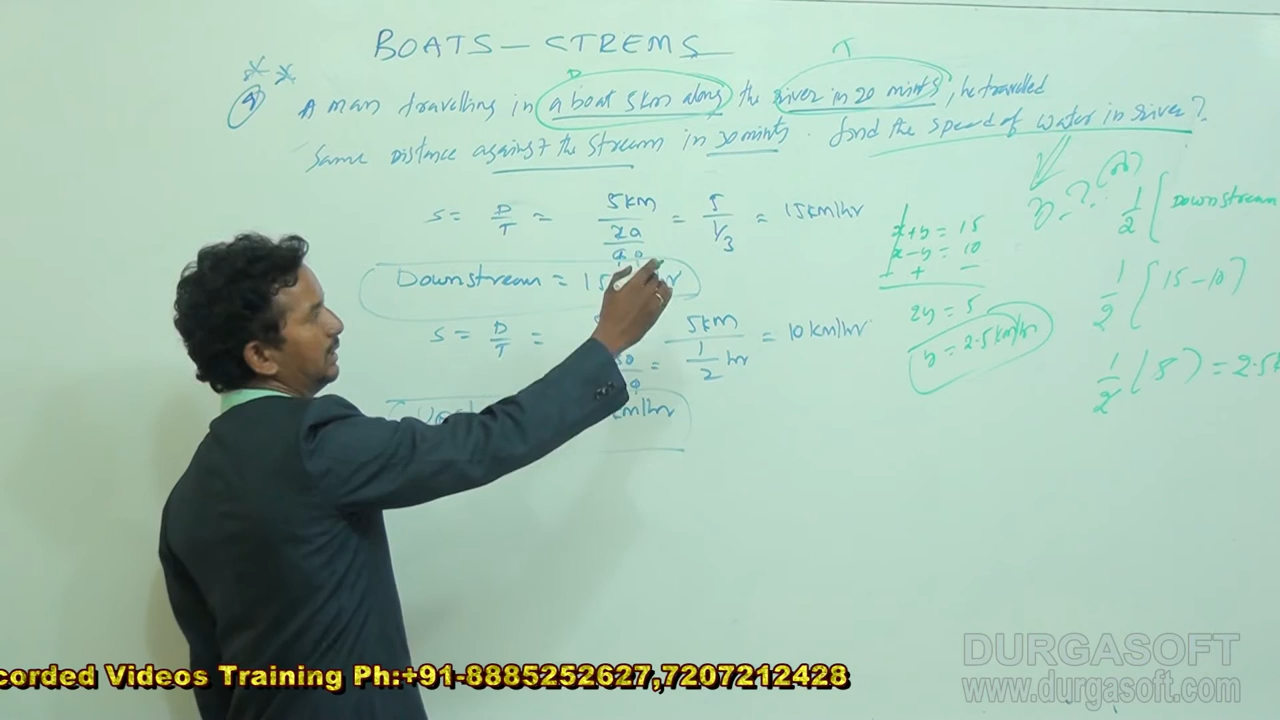 BOATS - STREMS
Q) A man travelling in a boat 5km along the river in 20 mints, he travelled
Same Distance against the stream in 30 mints. find the speed of water in river?
S = D/T = 5km / 20/60 = 5 / 1/3 = 15km/hr
Downstream = 15 hr
S = D/T = 5km / 1/2 hr = 10 km/hr
km/hr
x+y = 15
x-y = 10
- + -
2y = 5
y = 2.5km/hr
y = ?
1/2 [ Downstream
1/2 [ 15 - 10 ]
1/2 ( 5 ) = 2.5k
corded Videos Training Ph:+91-8885252627,7207212428
DURGASOFT
www.durgasoft.com